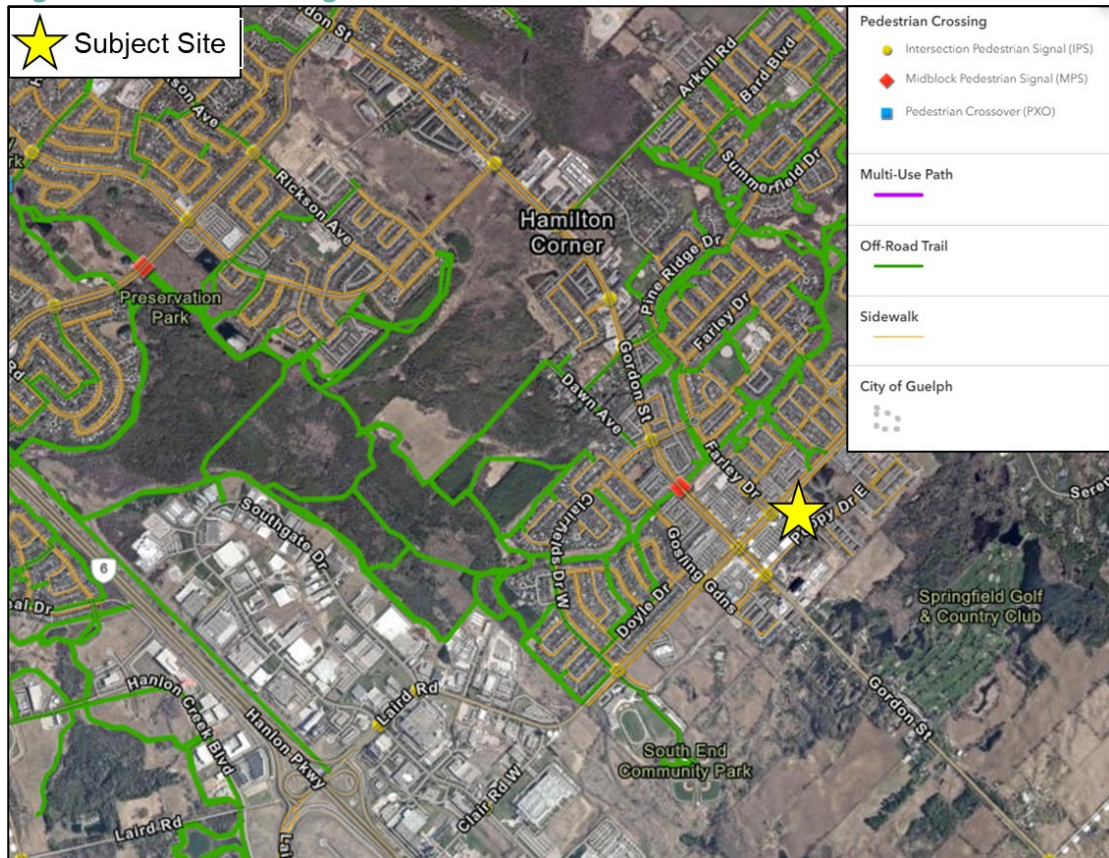 Subject Site
Pedestrian Crossing
Intersection Pedestrian Signal (IPS)
Midblock Pedestrian Signal (MPS)
Pedestrian Crossover (PXO)
Multi-Use Path
Off-Road Trail
Sidewalk
City of Guelph
Gordon St
Arkell Rd
Bard Blvd
Summerfield Dr
Rickson Ave
Hamilton
Corner
Pine Ridge Dr
Farley Dr
Preservation
Park
Rd
Dawn Ave
Gordon St
Farley Dr
Poppy Dr E
Clairfields Dr W
Gosling Gdns
Southgate Dr
6
Doyle Dr
Springfield Golf
& Country Club
Hanlon Creek Blvd
Hanlon Pkwy
Laird Rd
Gordon St
South End
Community Park
Clair Rd W
Laird Rd